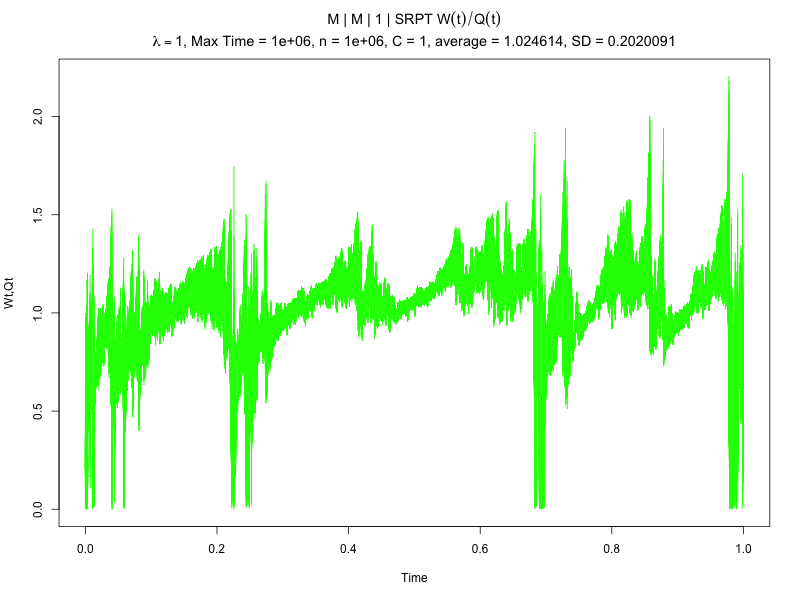 M | M | 1 | SRPT W(t)/Q(t)
λ = 1, Max Time = 1e+06, n = 1e+06, C = 1, average = 1.024614, SD = 0.2020091
2.0
1.5
1.0
0.5
0.0
Wt,Qt
0.0 0.2 0.4 0.6 0.8 1.0
Time